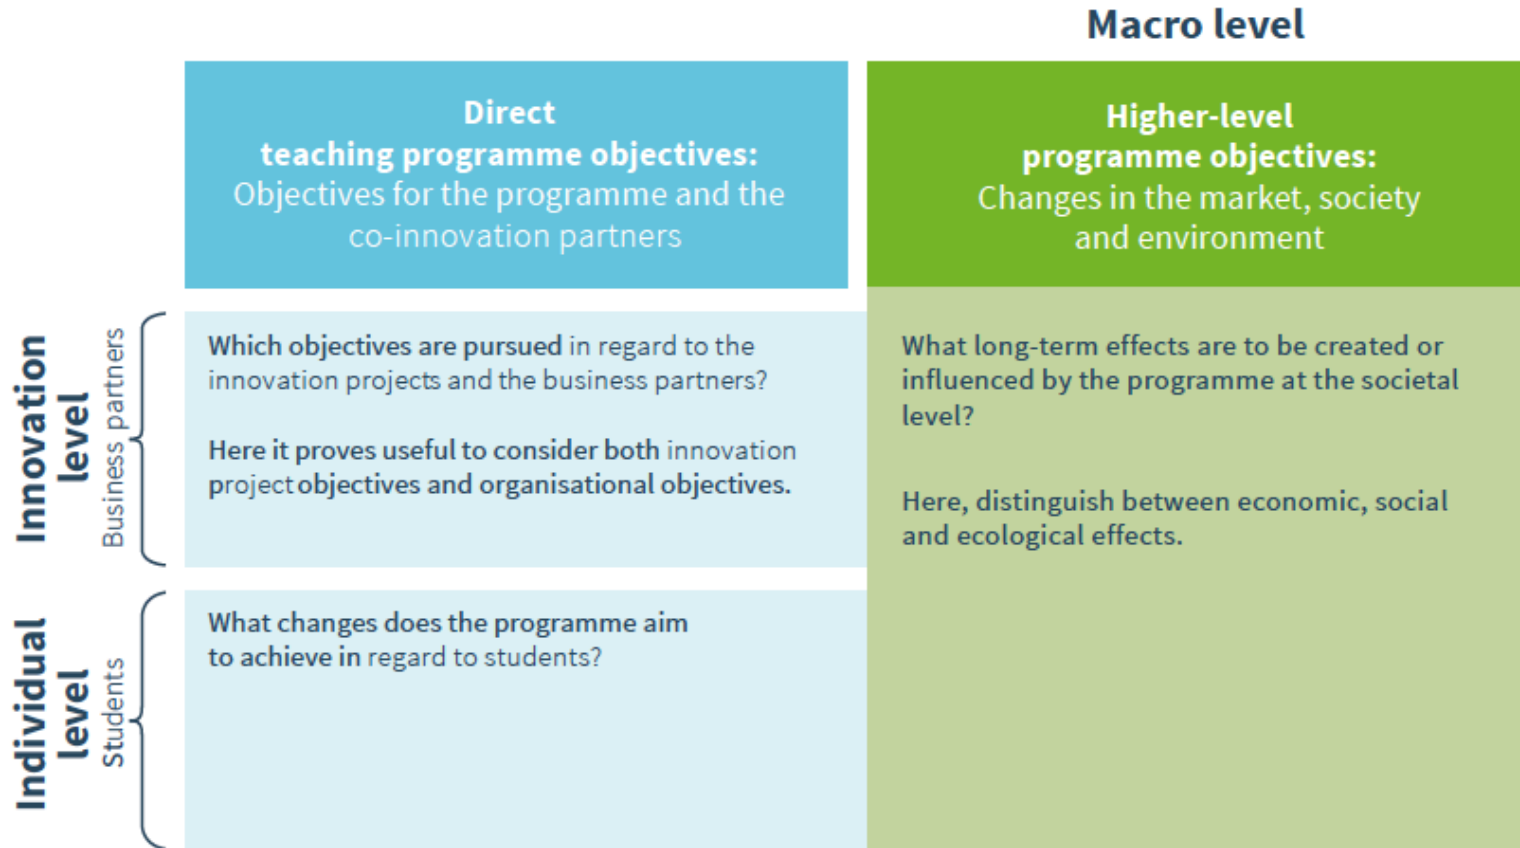 Macro level
Direct
teaching programme objectives:
Objectives for the programme and the
co-innovation partners
Higher-level
programme objectives:
Changes in the market, society
and environment
Innovation
level
Business partners
Which objectives are pursued in regard to the
innovation projects and the business partners?
Here it proves useful to consider both innovation
project objectives and organisational objectives.
What long-term effects are to be created or
influenced by the programme at the societal
level?
Here, distinguish between economic, social
and ecological effects.
Individual
level
Students
What changes does the programme aim
to achieve in regard to students?